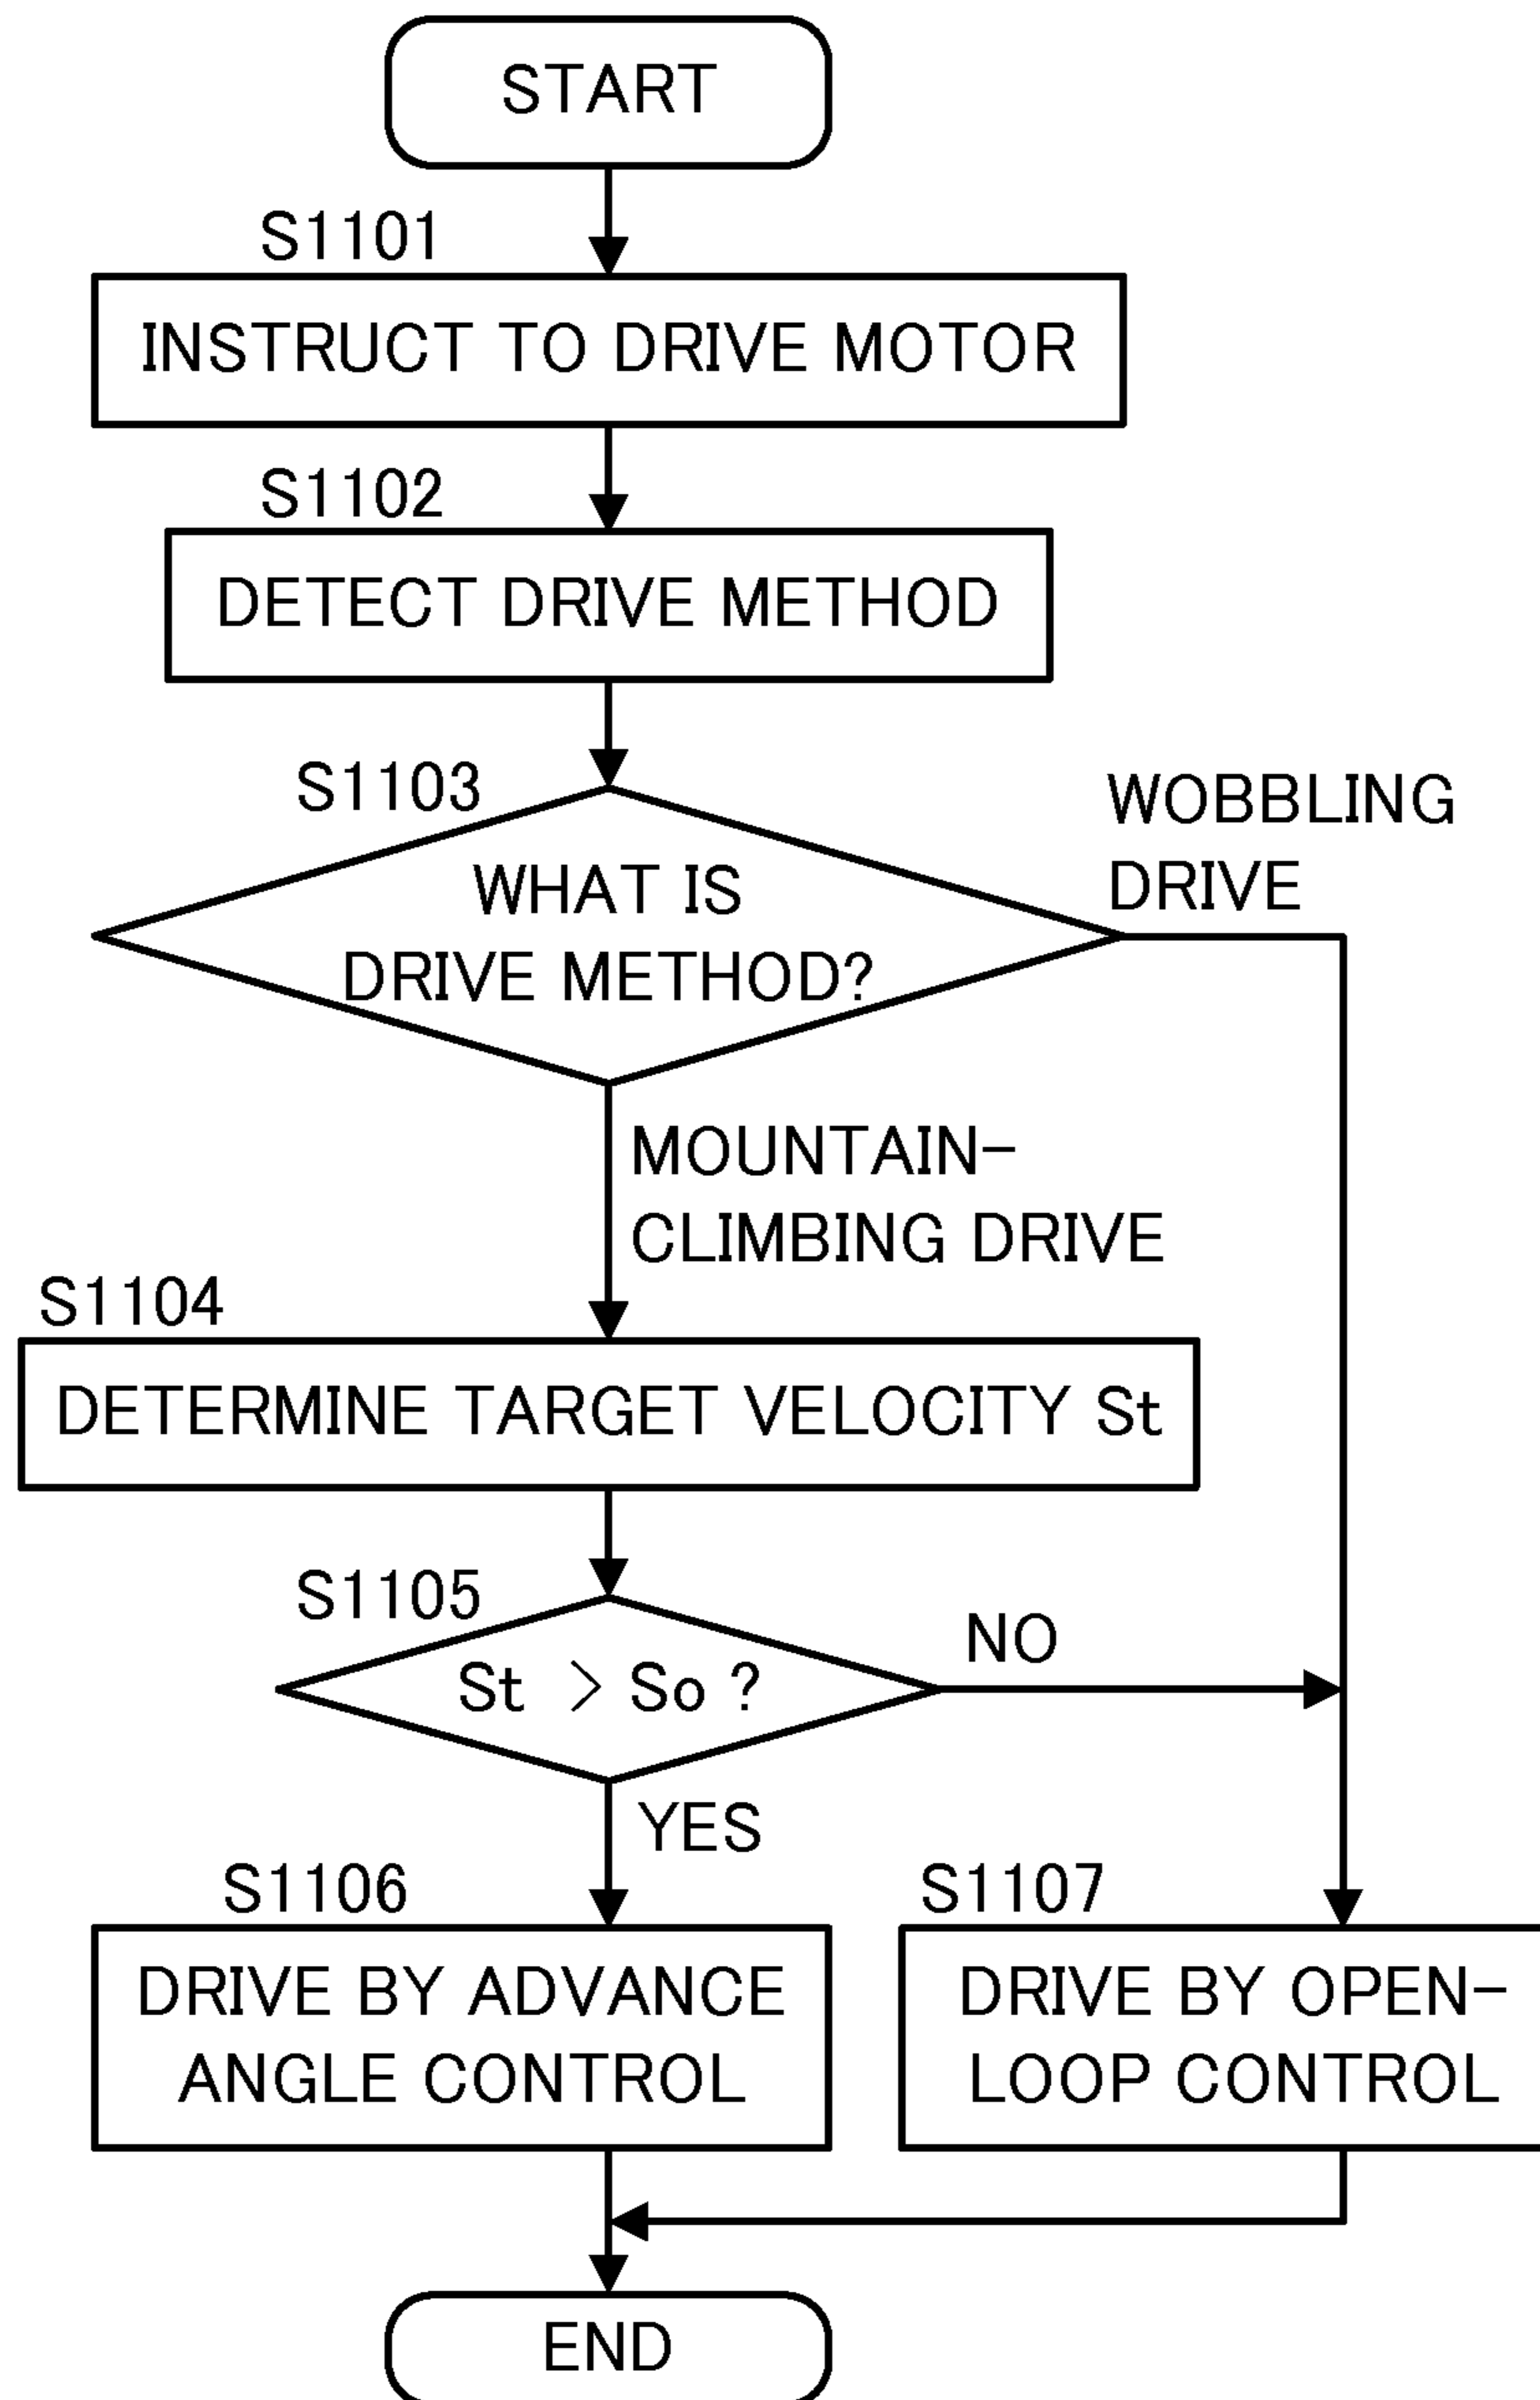 START
S1101
INSTRUCT TO DRIVE MOTOR
S1102
DETECT DRIVE METHOD
S1103
WHAT IS
DRIVE METHOD?
WOBBLING
DRIVE
MOUNTAIN-
CLIMBING DRIVE
S1104
DETERMINE TARGET VELOCITY St
S1105
St > So ?
NO
YES
S1106
DRIVE BY ADVANCE
ANGLE CONTROL
S1107
DRIVE BY OPEN-
LOOP CONTROL
END